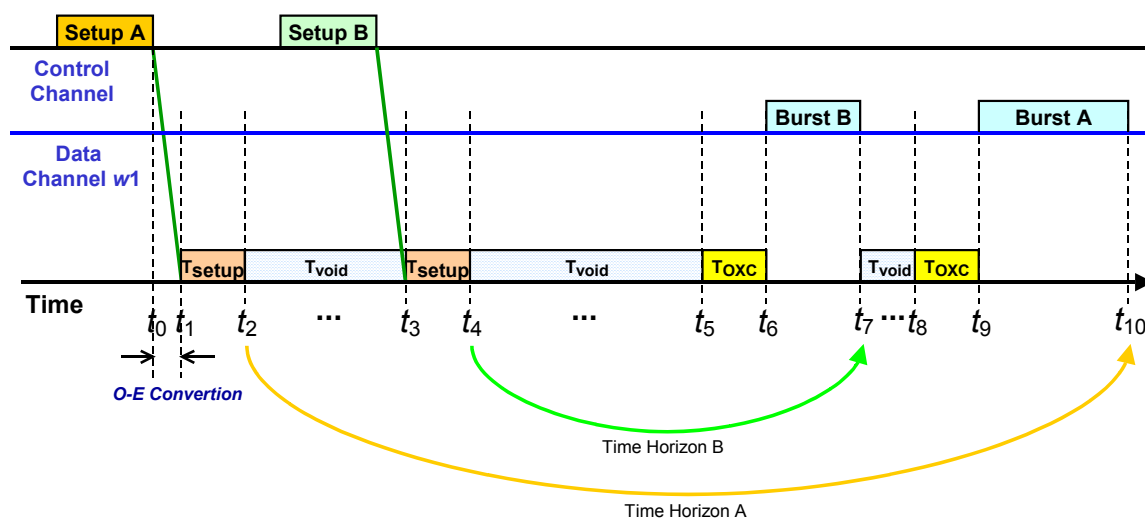 Setup A
Setup B
Control
Channel
Burst B
Burst A
Data
Channel w1
Tsetup
Tvoid
Tsetup
Tvoid
TOXC
Tvoid
TOXC
Time
t0
t1
t2
...
t3
t4
...
t5
t6
t7
...
t8
t9
t10
O-E Convertion
Time Horizon B
Time Horizon A